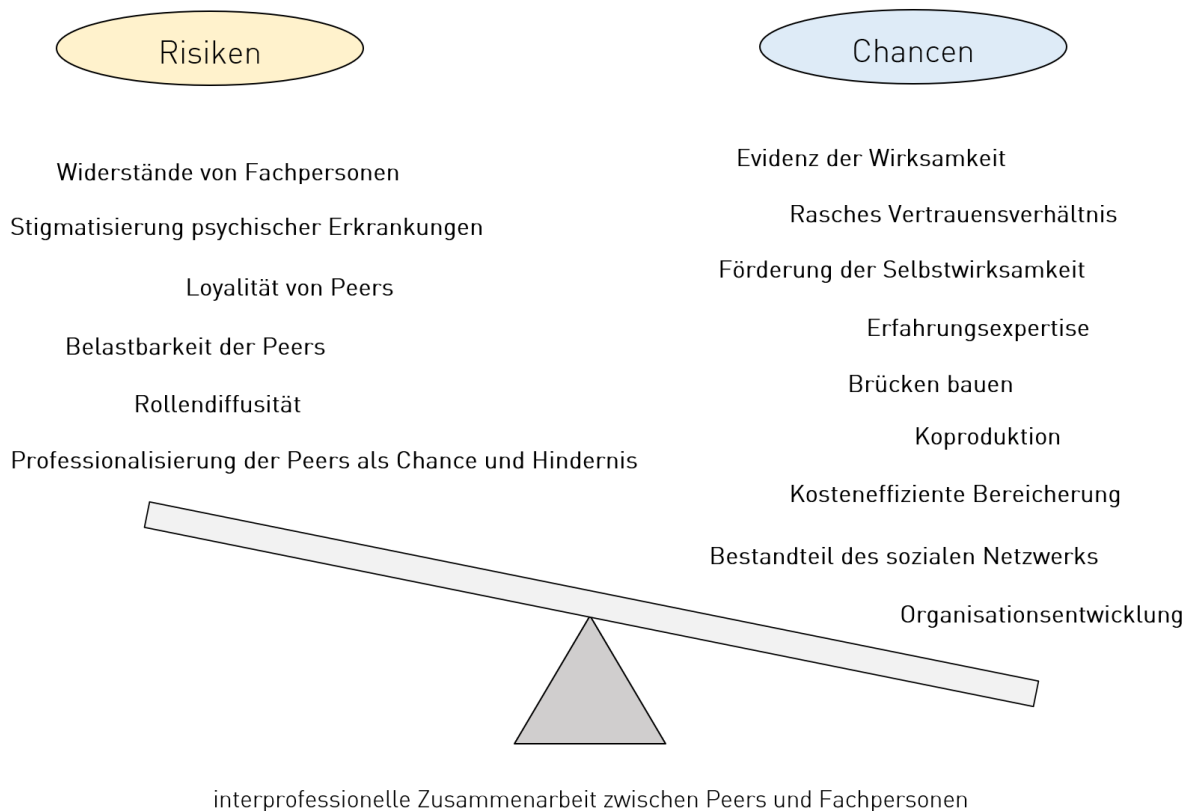 Risiken
Widerstände von Fachpersonen
Stigmatisierung psychischer Erkrankungen
Loyalität von Peers
Belastbarkeit der Peers
Rollendiffusität
Professionalisierung der Peers als Chance und Hindernis
Chancen
Evidenz der Wirksamkeit
Rasches Vertrauensverhältnis
Förderung der Selbstwirksamkeit
Erfahrungsexpertise
Brücken bauen
Koproduktion
Kosteneffiziente Bereicherung
Bestandteil des sozialen Netzwerks
Organisationsentwicklung
interprofessionelle Zusammenarbeit zwischen Peers und Fachpersonen